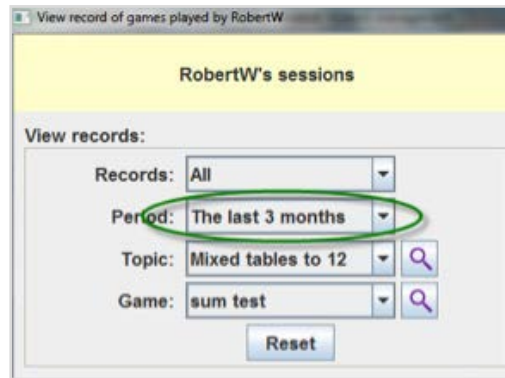 View record of games played by RobertW
RobertW's sessions
View records:
Records: All
Period: The last 3 months
Topic: Mixed tables to 12
Game: sum test
Reset